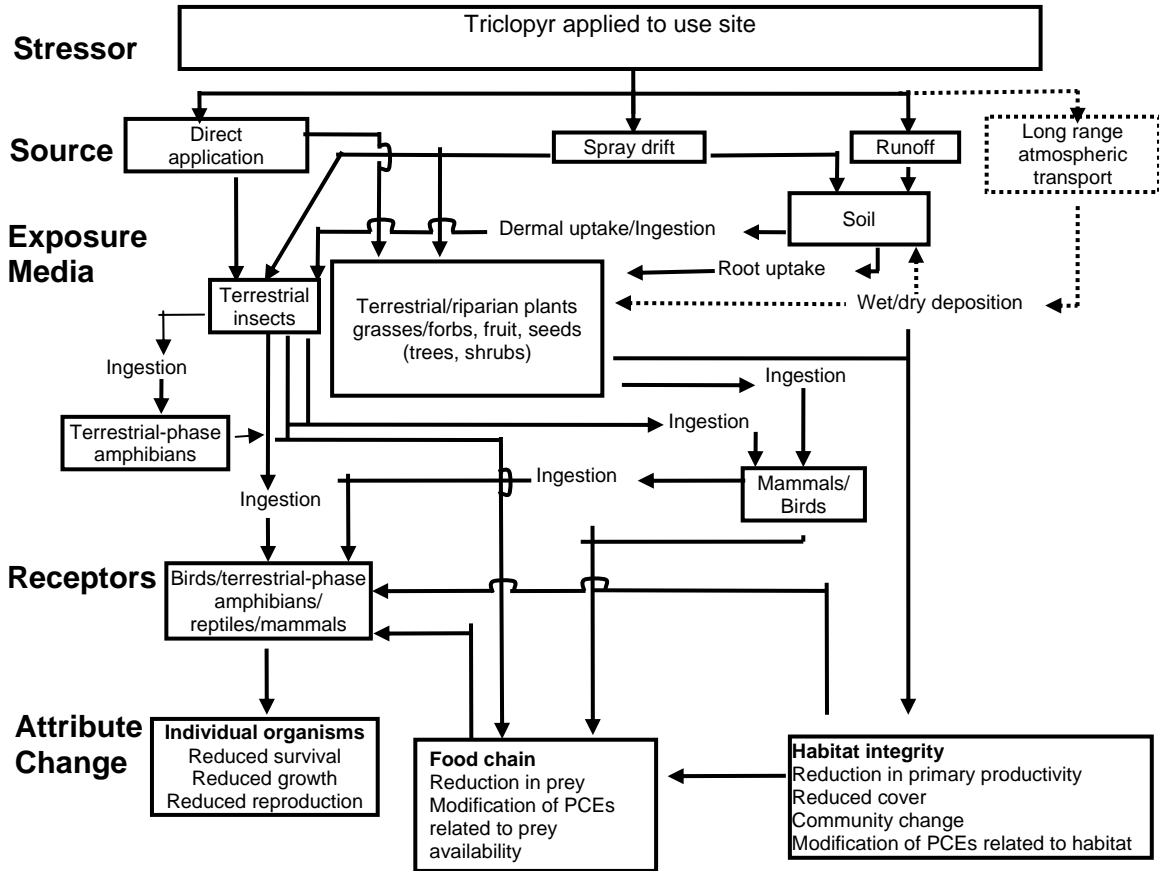 Stressor
Triclopyr applied to use site
Source
Direct
application
Spray drift
Runoff
Long range
atmospheric
transport
Exposure
Media
Soil
Dermal uptake/Ingestion
Root uptake
Wet/dry deposition
Terrestrial
insects
Terrestrial/riparian plants
grasses/forbs, fruit, seeds
(trees, shrubs)
Ingestion
Ingestion
Terrestrial-phase
amphibians
Ingestion
Ingestion
Ingestion
Mammals/
Birds
Receptors
Birds/terrestrial-phase
amphibians/
reptiles/mammals
Attribute
Change
Individual organisms
Reduced survival
Reduced growth
Reduced reproduction
Food chain
Reduction in prey
Modification of PCEs
related to prey
availability
Habitat integrity
Reduction in primary productivity
Reduced cover
Community change
Modification of PCEs related to habitat